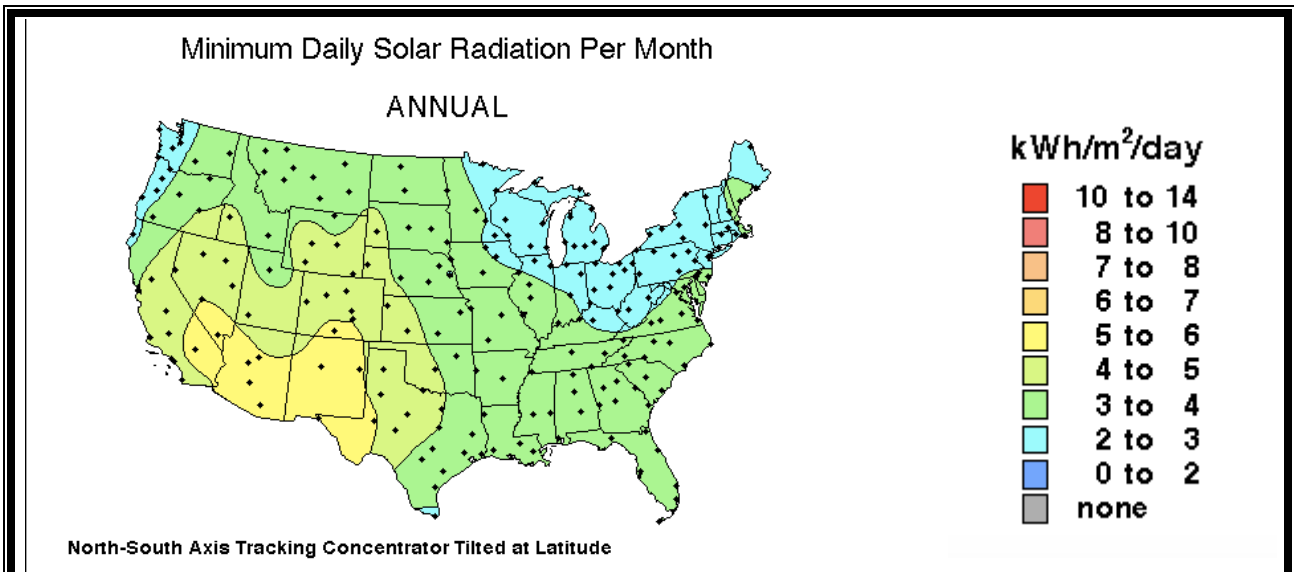 Minimum Daily Solar Radiation Per Month
ANNUAL
kWh/m²/day
10 to 14
8 to 10
7 to 8
6 to 7
5 to 6
4 to 5
3 to 4
2 to 3
0 to 2
none
North-South Axis Tracking Concentrator Tilted at Latitude